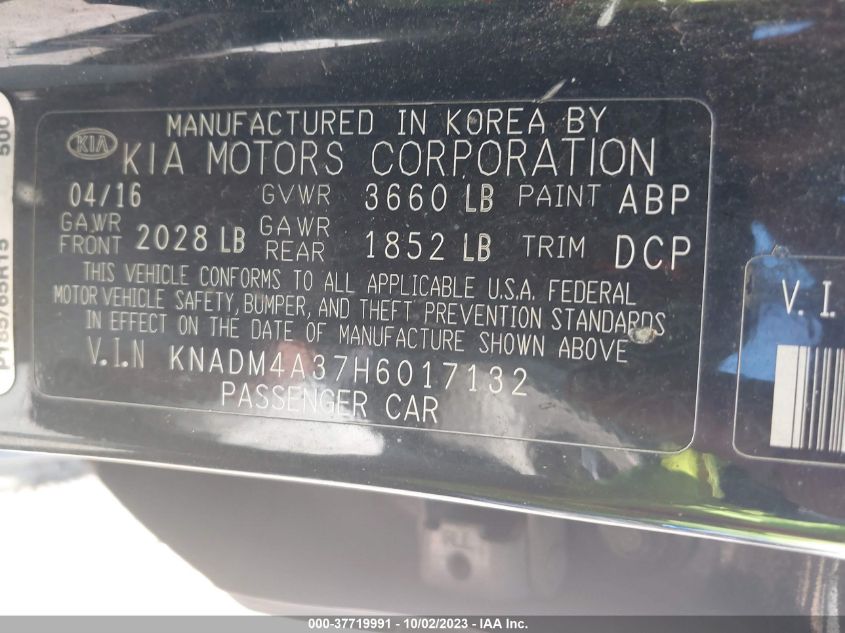 MANUFACTURED IN KOREA BY
KIA KIA MOTORS CORPORATION
04/16 GVWR 3660 LB PAINT ABP
GAWR FRONT 2028 LB GAWR REAR 1852 LB TRIM DCP
THIS VEHICLE CONFORMS TO ALL APPLICABLE U.S.A. FEDERAL
MOTOR VEHICLE SAFETY, BUMPER, AND THEFT PREVENTION STANDARDS
IN EFFECT ON THE DATE OF MANUFACTURE SHOWN ABOVE
V.I.N KNADM4A37H6017132
PASSENGER CAR
P185/65R15 500
V. I.
000-37719991 - 10/02/2023 - IAA Inc.